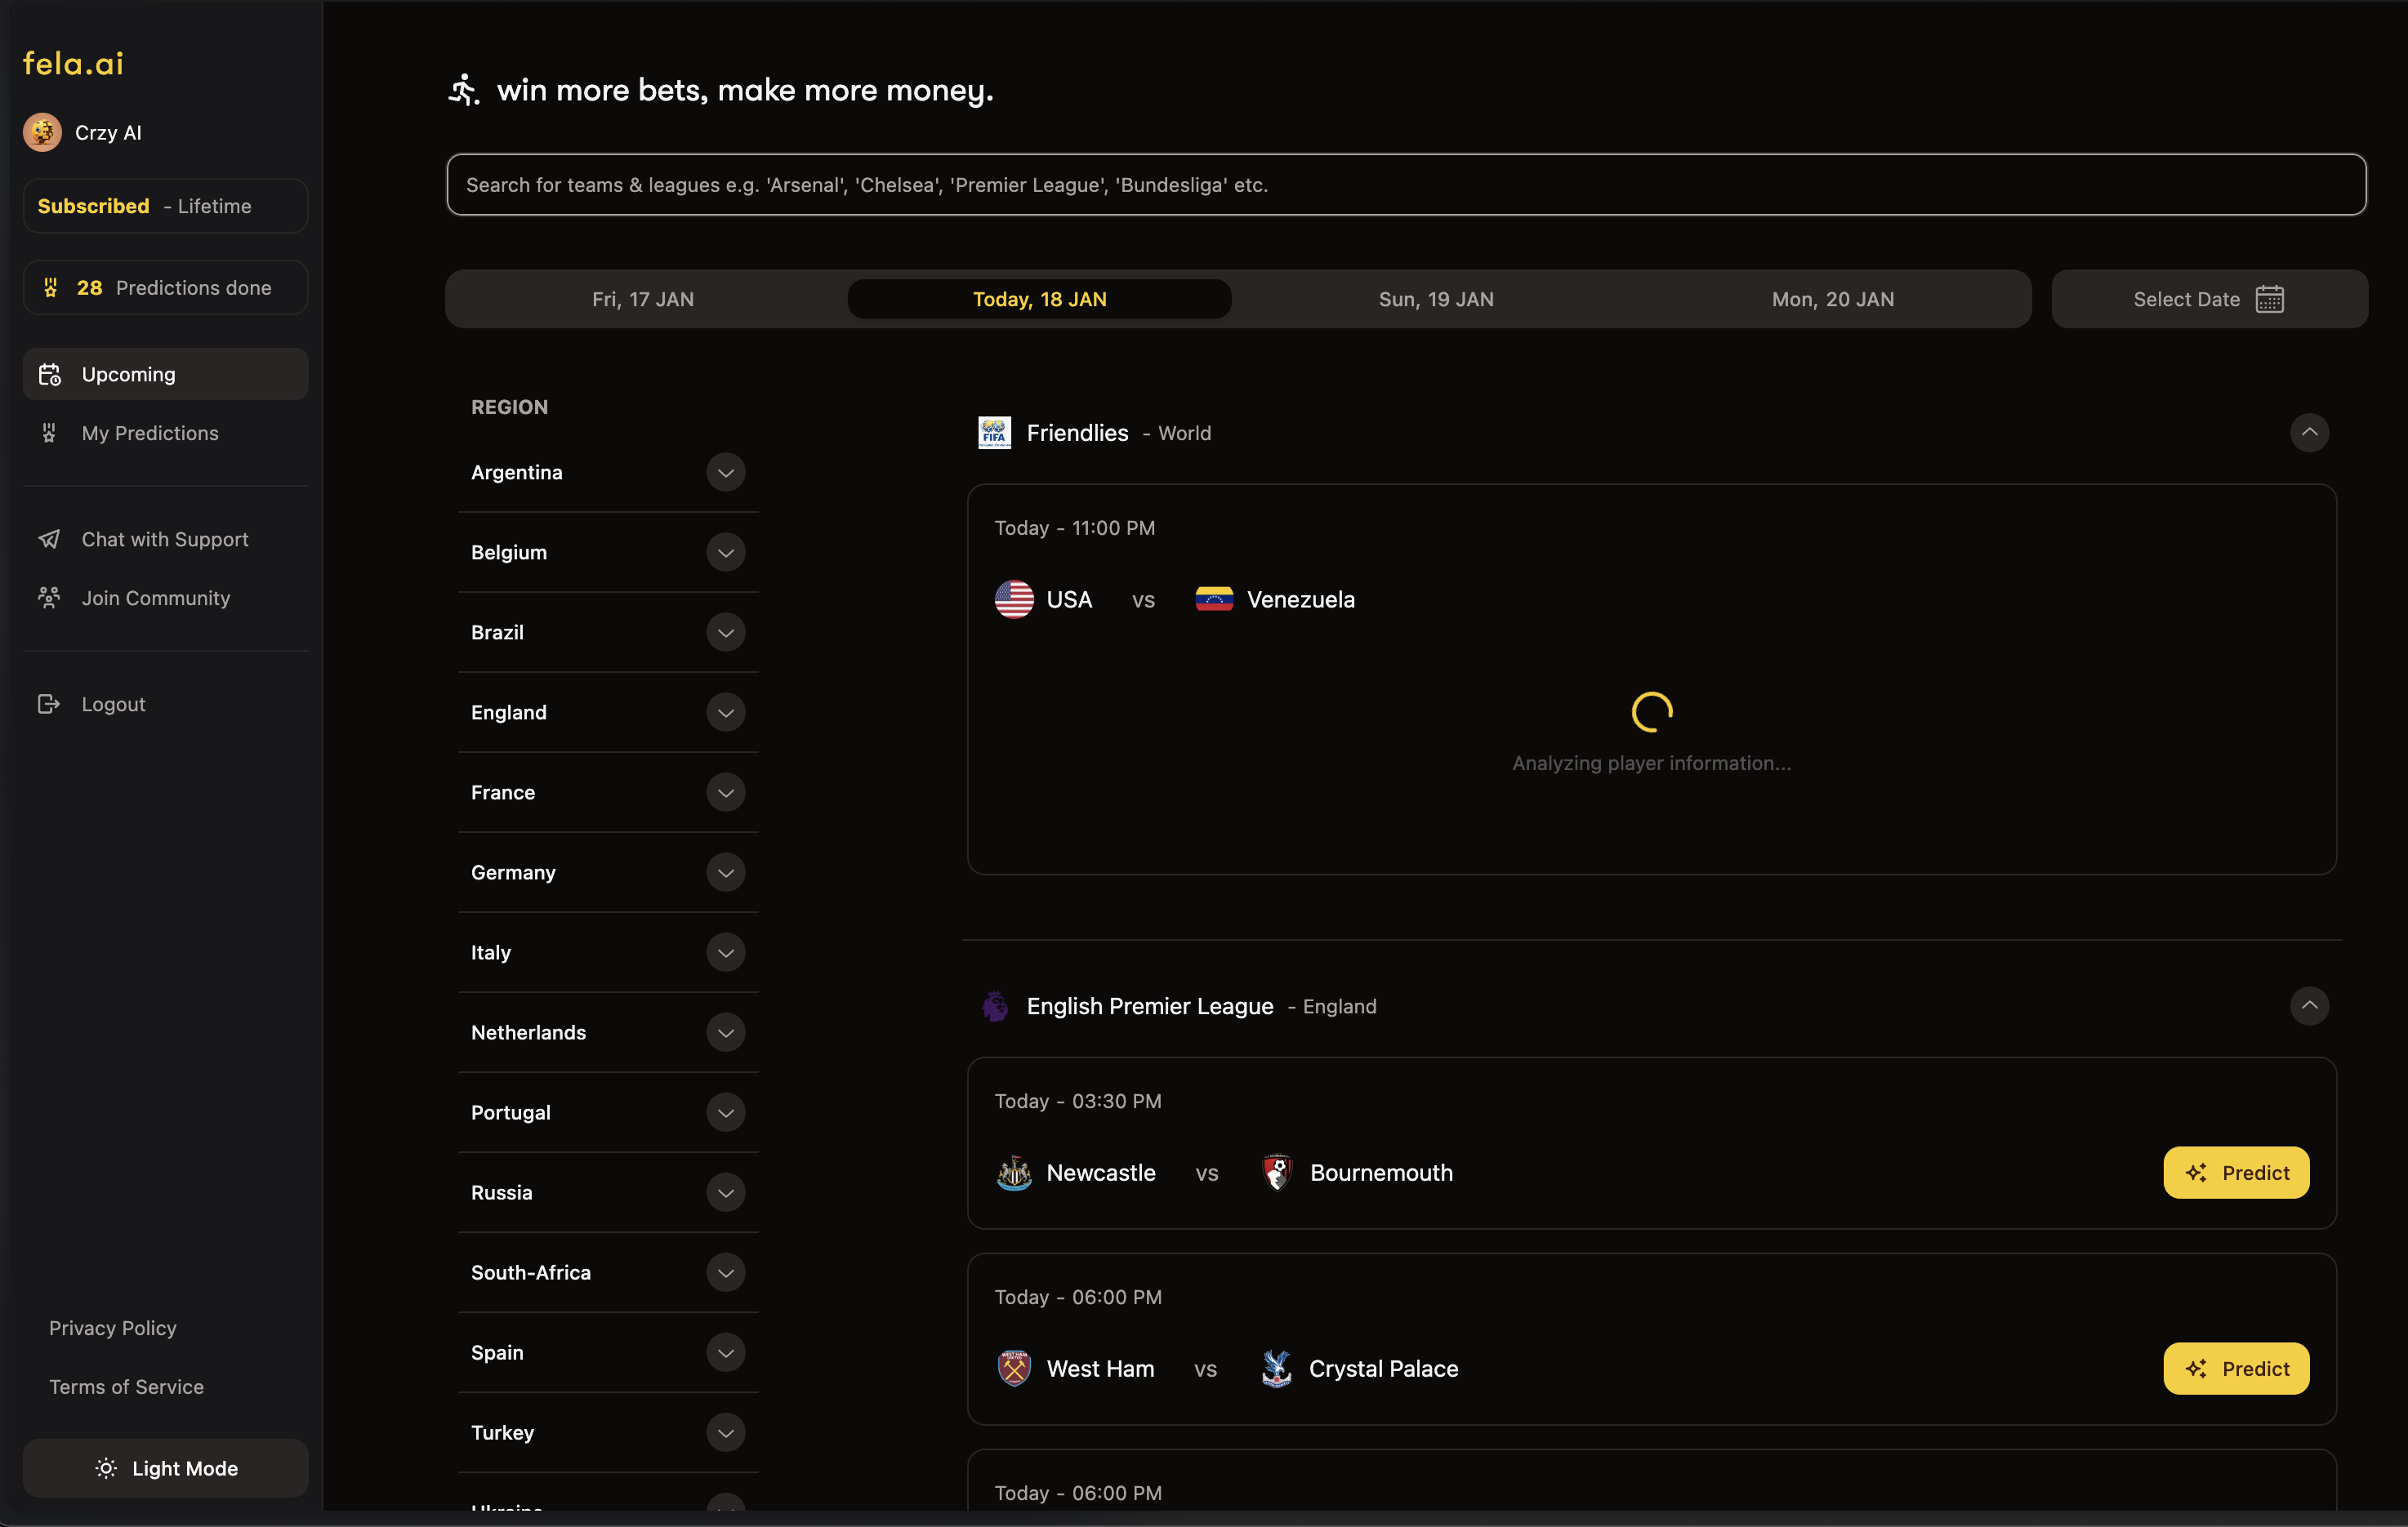 fela.ai
Crzy AI
Subscribed - Lifetime
28 Predictions done
Upcoming
My Predictions
Chat with Support
Join Community
Logout
Privacy Policy
Terms of Service
Light Mode
win more bets, make more money.
Search for teams & leagues e.g. 'Arsenal', 'Chelsea', 'Premier League', 'Bundesliga' etc.
Fri, 17 JAN
Today, 18 JAN
Sun, 19 JAN
Mon, 20 JAN
Select Date
REGION
Argentina
Belgium
Brazil
England
France
Germany
Italy
Netherlands
Portugal
Russia
South-Africa
Spain
Turkey
Ukraine
FIFA
Friendlies - World
Today - 11:00 PM
USA vs Venezuela
Analyzing player information...
English Premier League - England
Today - 03:30 PM
Newcastle vs Bournemouth
Predict
Today - 06:00 PM
West Ham vs Crystal Palace
Predict
Today - 06:00 PM